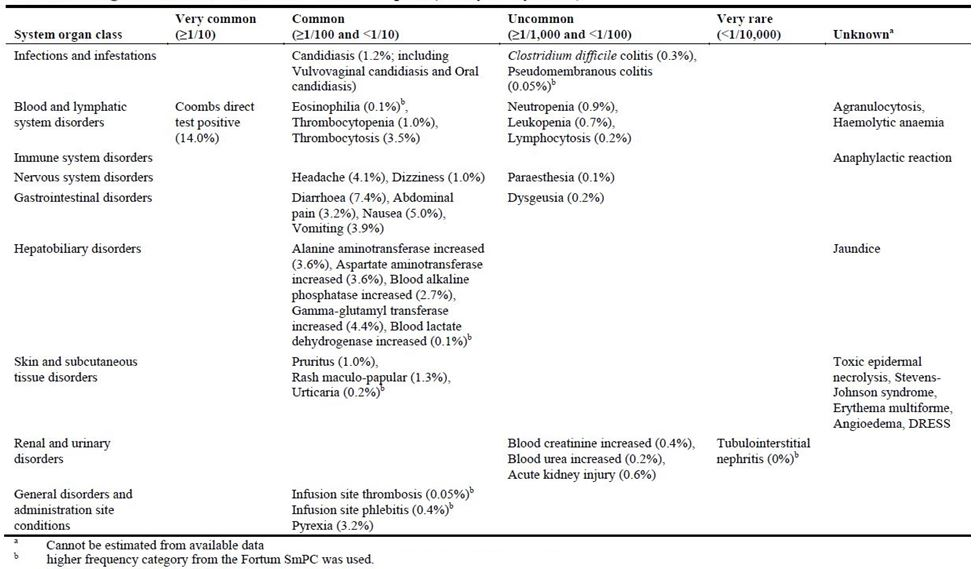 System organ class Very common (≥1/10) Common (≥1/100 and <1/10) Uncommon (≥1/1,000 and <1/100) Very rare (<1/10,000) Unknownᵃ
Infections and infestations
Candidiasis (1.2%; including
Vulvovaginal candidiasis and Oral
candidiasis)
Clostridium difficile colitis (0.3%),
Pseudomembranous colitis
(0.05%)ᵇ
Blood and lymphatic
system disorders
Coombs direct
test positive
(14.0%)
Eosinophilia (0.1%)ᵇ,
Thrombocytopenia (1.0%),
Thrombocytosis (3.5%)
Neutropenia (0.9%),
Leukopenia (0.7%),
Lymphocytosis (0.2%)
Agranulocytosis,
Haemolytic anaemia
Immune system disorders
Anaphylactic reaction
Nervous system disorders
Headache (4.1%), Dizziness (1.0%)
Paraesthesia (0.1%)
Gastrointestinal disorders
Diarrhoea (7.4%), Abdominal
pain (3.2%), Nausea (5.0%),
Vomiting (3.9%)
Dysgeusia (0.2%)
Hepatobiliary disorders
Alanine aminotransferase increased
(3.6%), Aspartate aminotransferase
increased (3.6%), Blood alkaline
phosphatase increased (2.7%),
Gamma-glutamyl transferase
increased (4.4%), Blood lactate
dehydrogenase increased (0.1%)ᵇ
Jaundice
Skin and subcutaneous
tissue disorders
Pruritus (1.0%),
Rash maculo-papular (1.3%),
Urticaria (0.2%)ᵇ
Toxic epidermal
necrolysis, Stevens-
Johnson syndrome,
Erythema multiforme,
Angioedema, DRESS
Renal and urinary
disorders
Blood creatinine increased (0.4%),
Blood urea increased (0.2%),
Acute kidney injury (0.6%)
Tubulointerstitial
nephritis (0%)ᵇ
General disorders and
administration site
conditions
Infusion site thrombosis (0.05%)ᵇ
Infusion site phlebitis (0.4%)ᵇ
Pyrexia (3.2%)
ᵃ Cannot be estimated from available data
ᵇ higher frequency category from the Fortum SmPC was used.